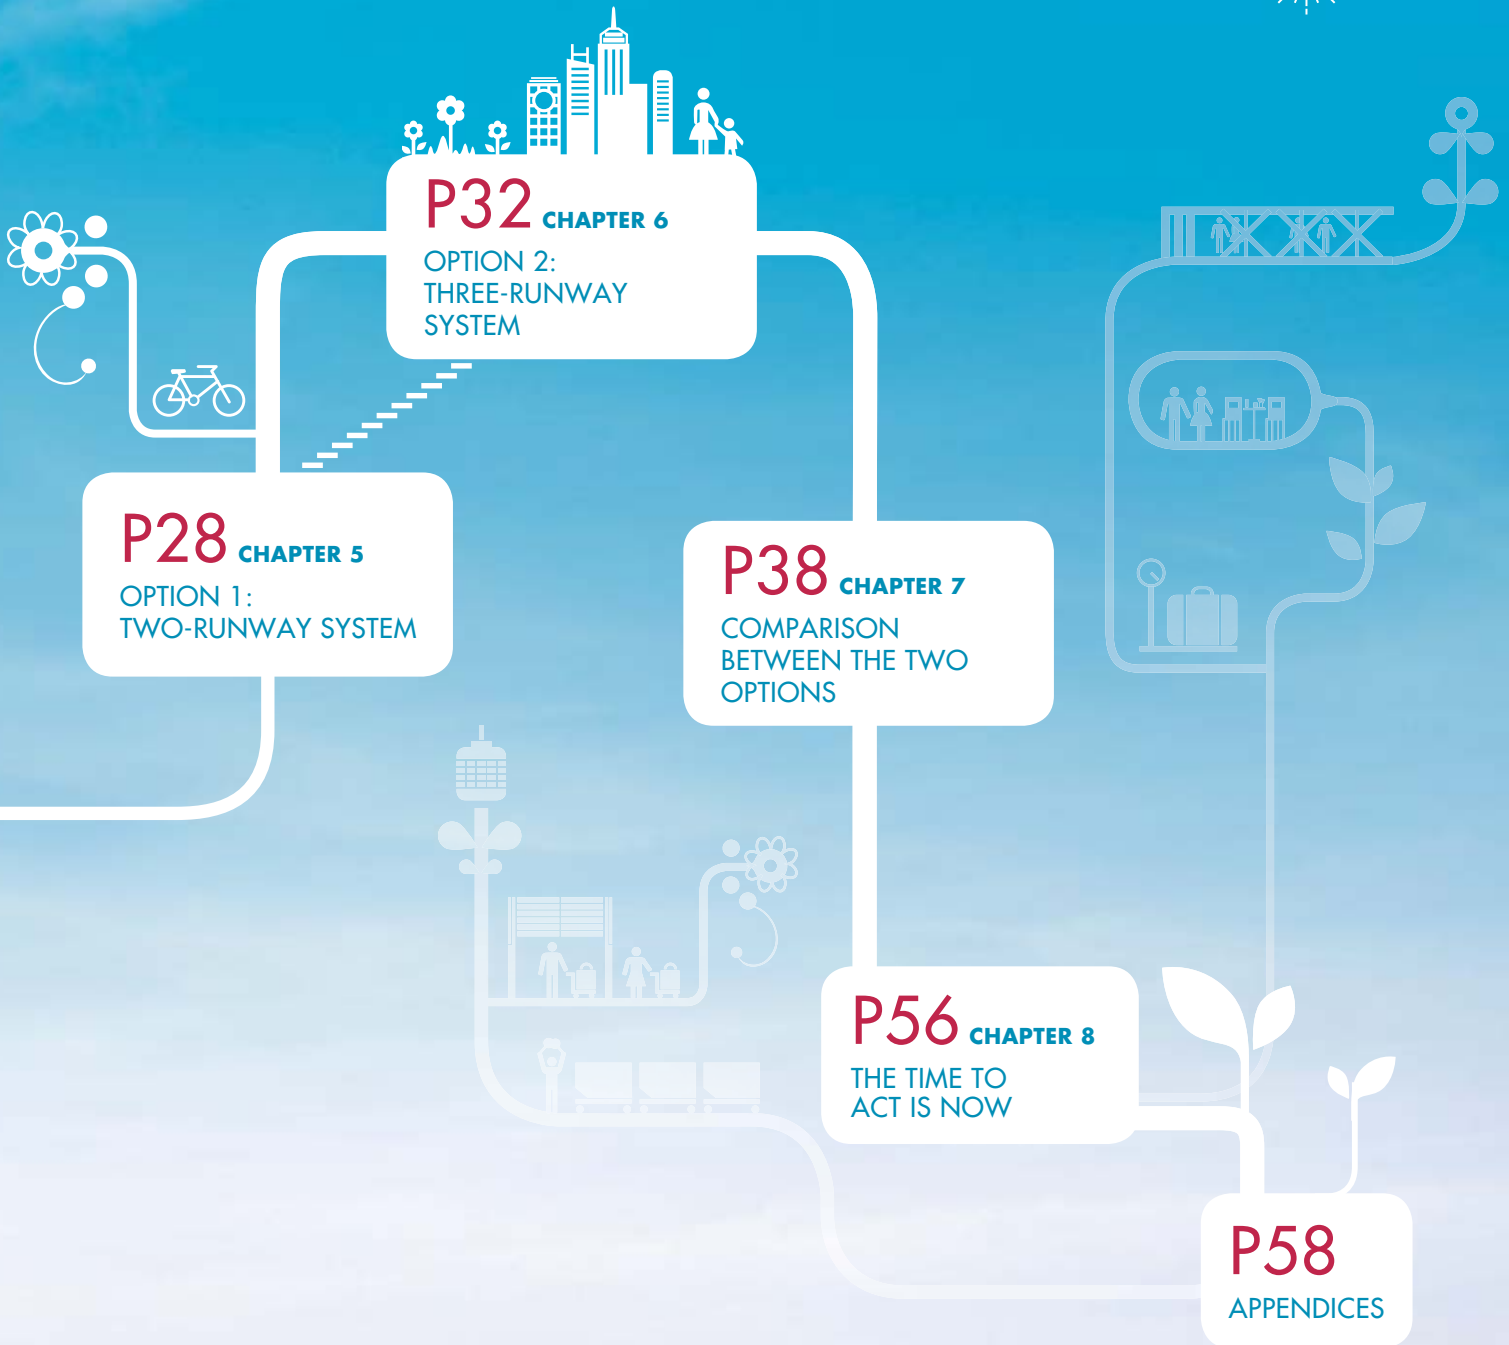 P28 CHAPTER 5
OPTION 1:
TWO-RUNWAY SYSTEM
P32 CHAPTER 6
OPTION 2:
THREE-RUNWAY
SYSTEM
P38 CHAPTER 7
COMPARISON
BETWEEN THE TWO
OPTIONS
P56 CHAPTER 8
THE TIME TO
ACT IS NOW
P58
APPENDICES